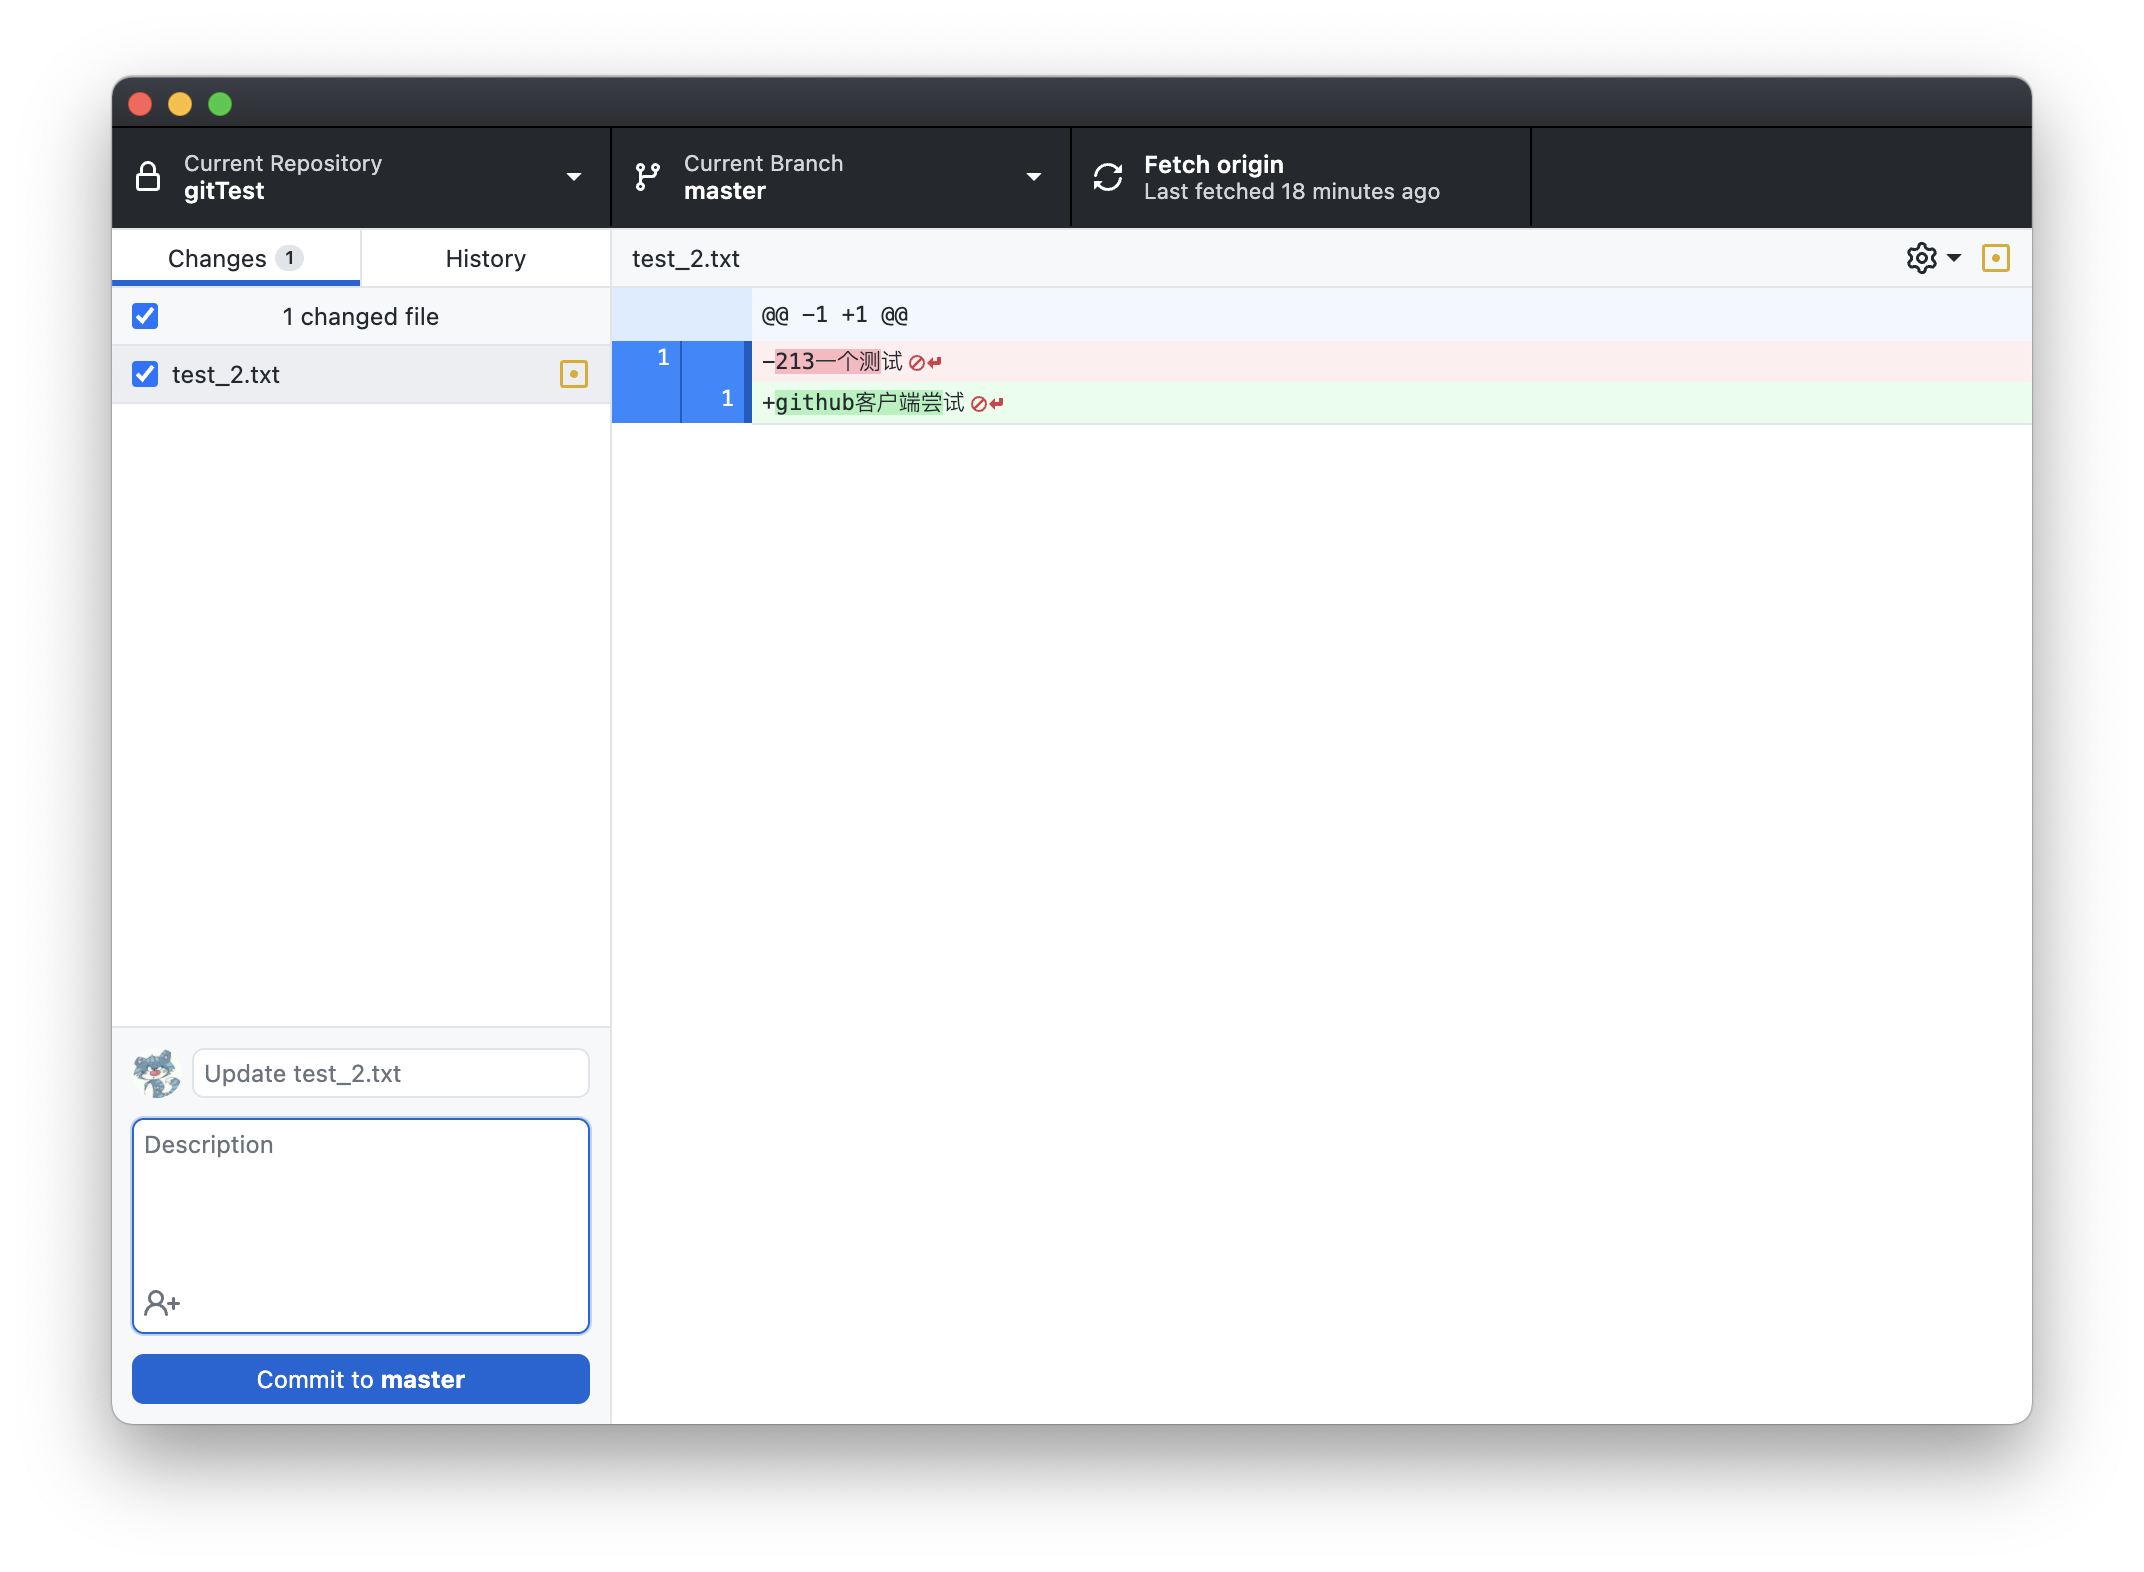 Current Repository
gitTest
Current Branch
master
Fetch origin
Last fetched 18 minutes ago
Changes 1
History
test_2.txt
1 changed file
test_2.txt
@@ -1 +1 @@
1 -213一个测试
1 +github客户端尝试
Update test_2.txt
Description
Commit to master